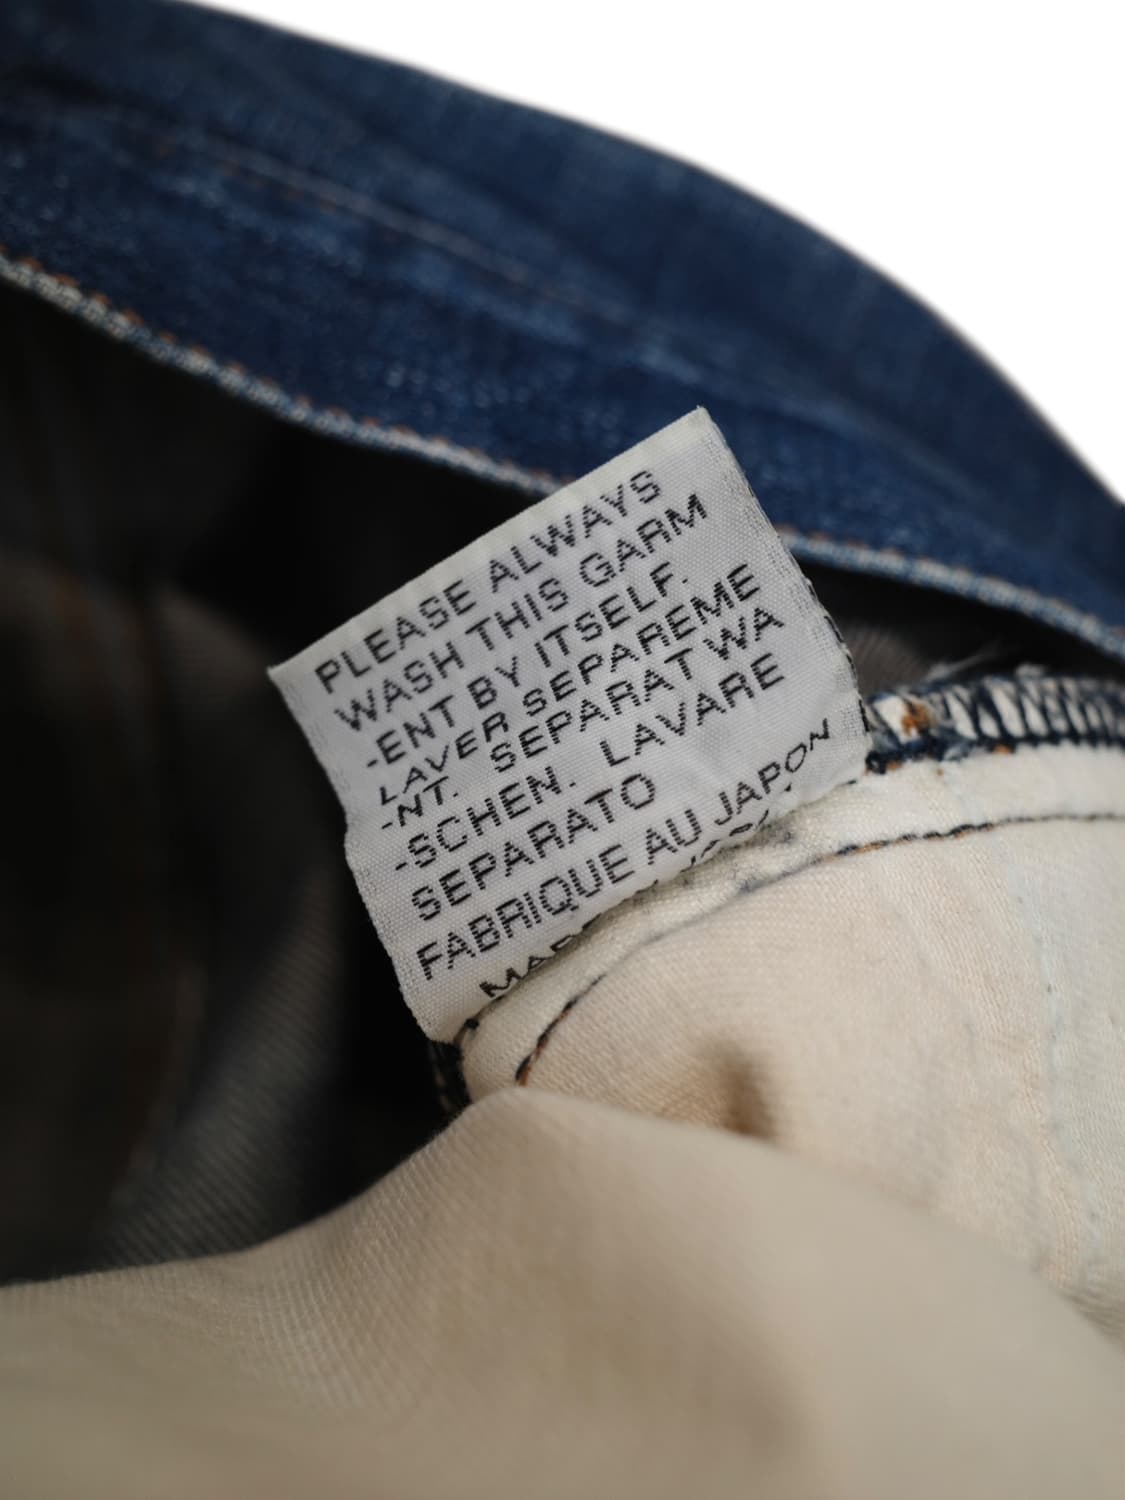 PLEASE ALWAYS
WASH THIS GARM
-ENT BY ITSELF.
LAVER SEPAREME
-NT. SEPARAT WA
-SCHEN. LAVARE
SEPARATO
FABRIQUE AU JAPON